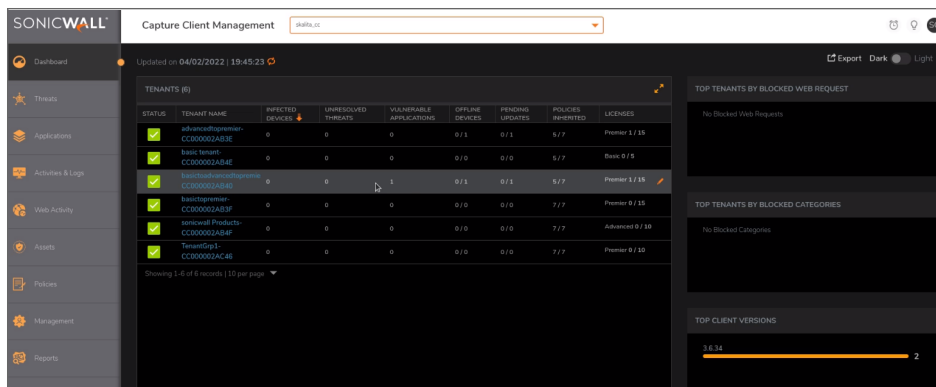 SONICWALL
Capture Client Management
skalita_cc
Dashboard
Threats
Applications
Activities & Logs
Web Activity
Assets
Policies
Management
Reports
Updated on 04/02/2022 | 19:45:23
Export Dark Light
TENANTS (6)
STATUS TENANT NAME INFECTED DEVICES UNRESOLVED THREATS VULNERABLE APPLICATIONS OFFLINE DEVICES PENDING UPDATES POLICIES INHERITED LICENSES
advancedtopremier-
CC000002AB3E 0 0 0 0 / 1 0 / 1 5 / 7 Premier 1 / 15
basic tenant-
CC000002AB4E 0 0 0 0 / 0 0 / 0 5 / 7 Basic 0 / 5
basictoadvancedtopremie
CC000002AB40 0 0 1 0 / 1 0 / 1 5 / 7 Premier 1 / 15
basictopremier-
CC000002AB3F 0 0 0 0 / 0 0 / 0 7 / 7 Premier 0 / 15
sonicwall Products-
CC000002AB4F 0 0 0 0 / 0 0 / 0 7 / 7 Advanced 0 / 10
TenantGrp1-
CC000002AC46 0 0 0 0 / 0 0 / 0 7 / 7 Premier 0 / 10
Showing 1-6 of 6 records | 10 per page
TOP TENANTS BY BLOCKED WEB REQUEST
No Blocked Web Requests
TOP TENANTS BY BLOCKED CATEGORIES
No Blocked Categories
TOP CLIENT VERSIONS
3.6.34
2